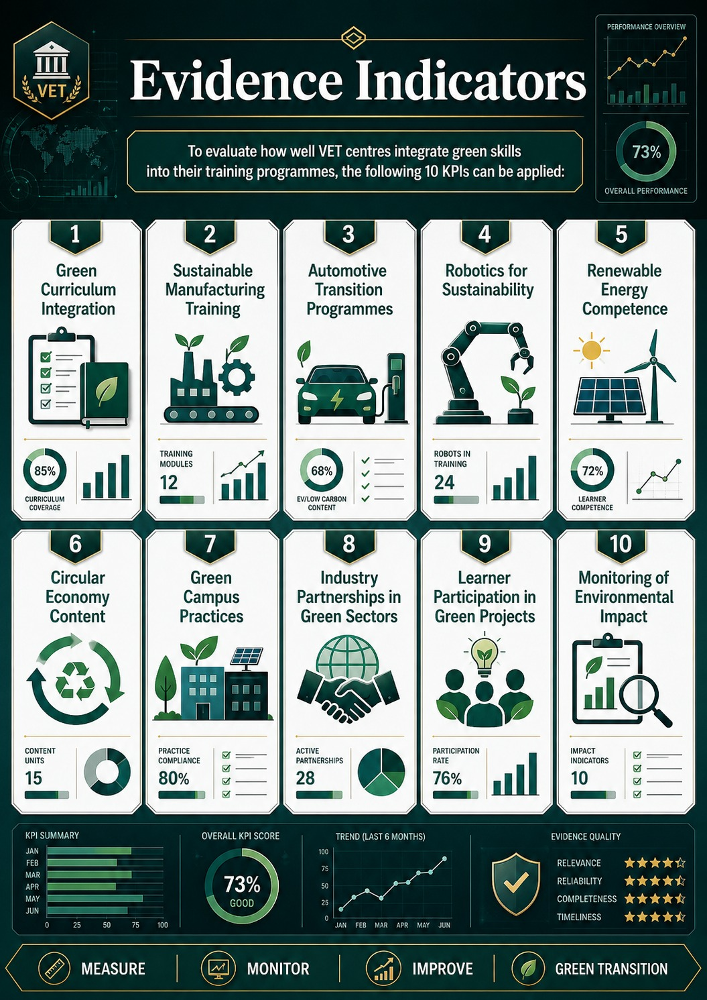 VET
Evidence Indicators
To evaluate how well VET centres integrate green skills
into their training programmes, the following 10 KPIs can be applied:
PERFORMANCE OVERVIEW
73%
OVERALL PERFORMANCE
1
Green
Curriculum
Integration
85%
CURRICULUM
COVERAGE
2
Sustainable
Manufacturing
Training
TRAINING
MODULES
12
3
Automotive
Transition
Programmes
68%
EV/LOW CARBON
CONTENT
4
Robotics for
Sustainability
ROBOTS IN
TRAINING
24
5
Renewable
Energy
Competence
72%
LEARNER
COMPETENCE
6
Circular
Economy
Content
CONTENT
UNITS
15
7
Green
Campus
Practices
PRACTICE
COMPLIANCE
80%
8
Industry
Partnerships in
Green Sectors
ACTIVE
PARTNERSHIPS
28
9
Learner
Participation in
Green Projects
PARTICIPATION
RATE
76%
10
Monitoring of
Environmental
Impact
IMPACT
INDICATORS
10
KPI SUMMARY
JAN
FEB
MAR
APR
MAY
JUN
0 25 50 75 100
OVERALL KPI SCORE
73%
GOOD
TREND (LAST 6 MONTHS)
100
75
50
25
0
JAN FEB MAR APR MAY JUN
EVIDENCE QUALITY
RELEVANCE
RELIABILITY
COMPLETENESS
TIMELINESS
MEASURE
MONITOR
IMPROVE
GREEN TRANSITION